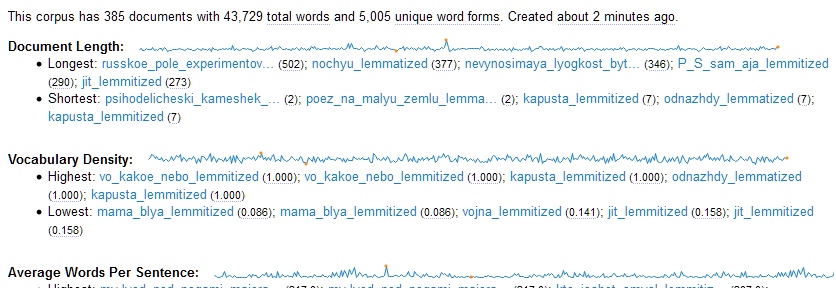 This corpus has 385 documents with 43,729 total words and 5,005 unique word forms. Created about 2 minutes ago.
Document Length:
• Longest: russkoe_pole_experimentov… (502); nochyu_lemmatized (377); nevynosimaya_lyogkost_byt… (346); P_S_sam_aja_lemmitized
(290); jit_lemmitized (273)
• Shortest: psihodelicheski_kameshek_… (2); poez_na_malyu_zemlu_lemma… (2); kapusta_lemmitized (7); odnazhdy_lemmatized (7);
kapusta_lemmitized (7)
Vocabulary Density:
• Highest: vo_kakoe_nebo_lemmitized (1.000); vo_kakoe_nebo_lemmitized (1.000); kapusta_lemmitized (1.000); odnazhdy_lemmatized
(1.000); kapusta_lemmitized (1.000)
• Lowest: mama_blya_lemmitized (0.086); mama_blya_lemmitized (0.086); vojna_lemmitized (0.141); jit_lemmitized (0.158); jit_lemmitized
(0.158)
Average Words Per Sentence: